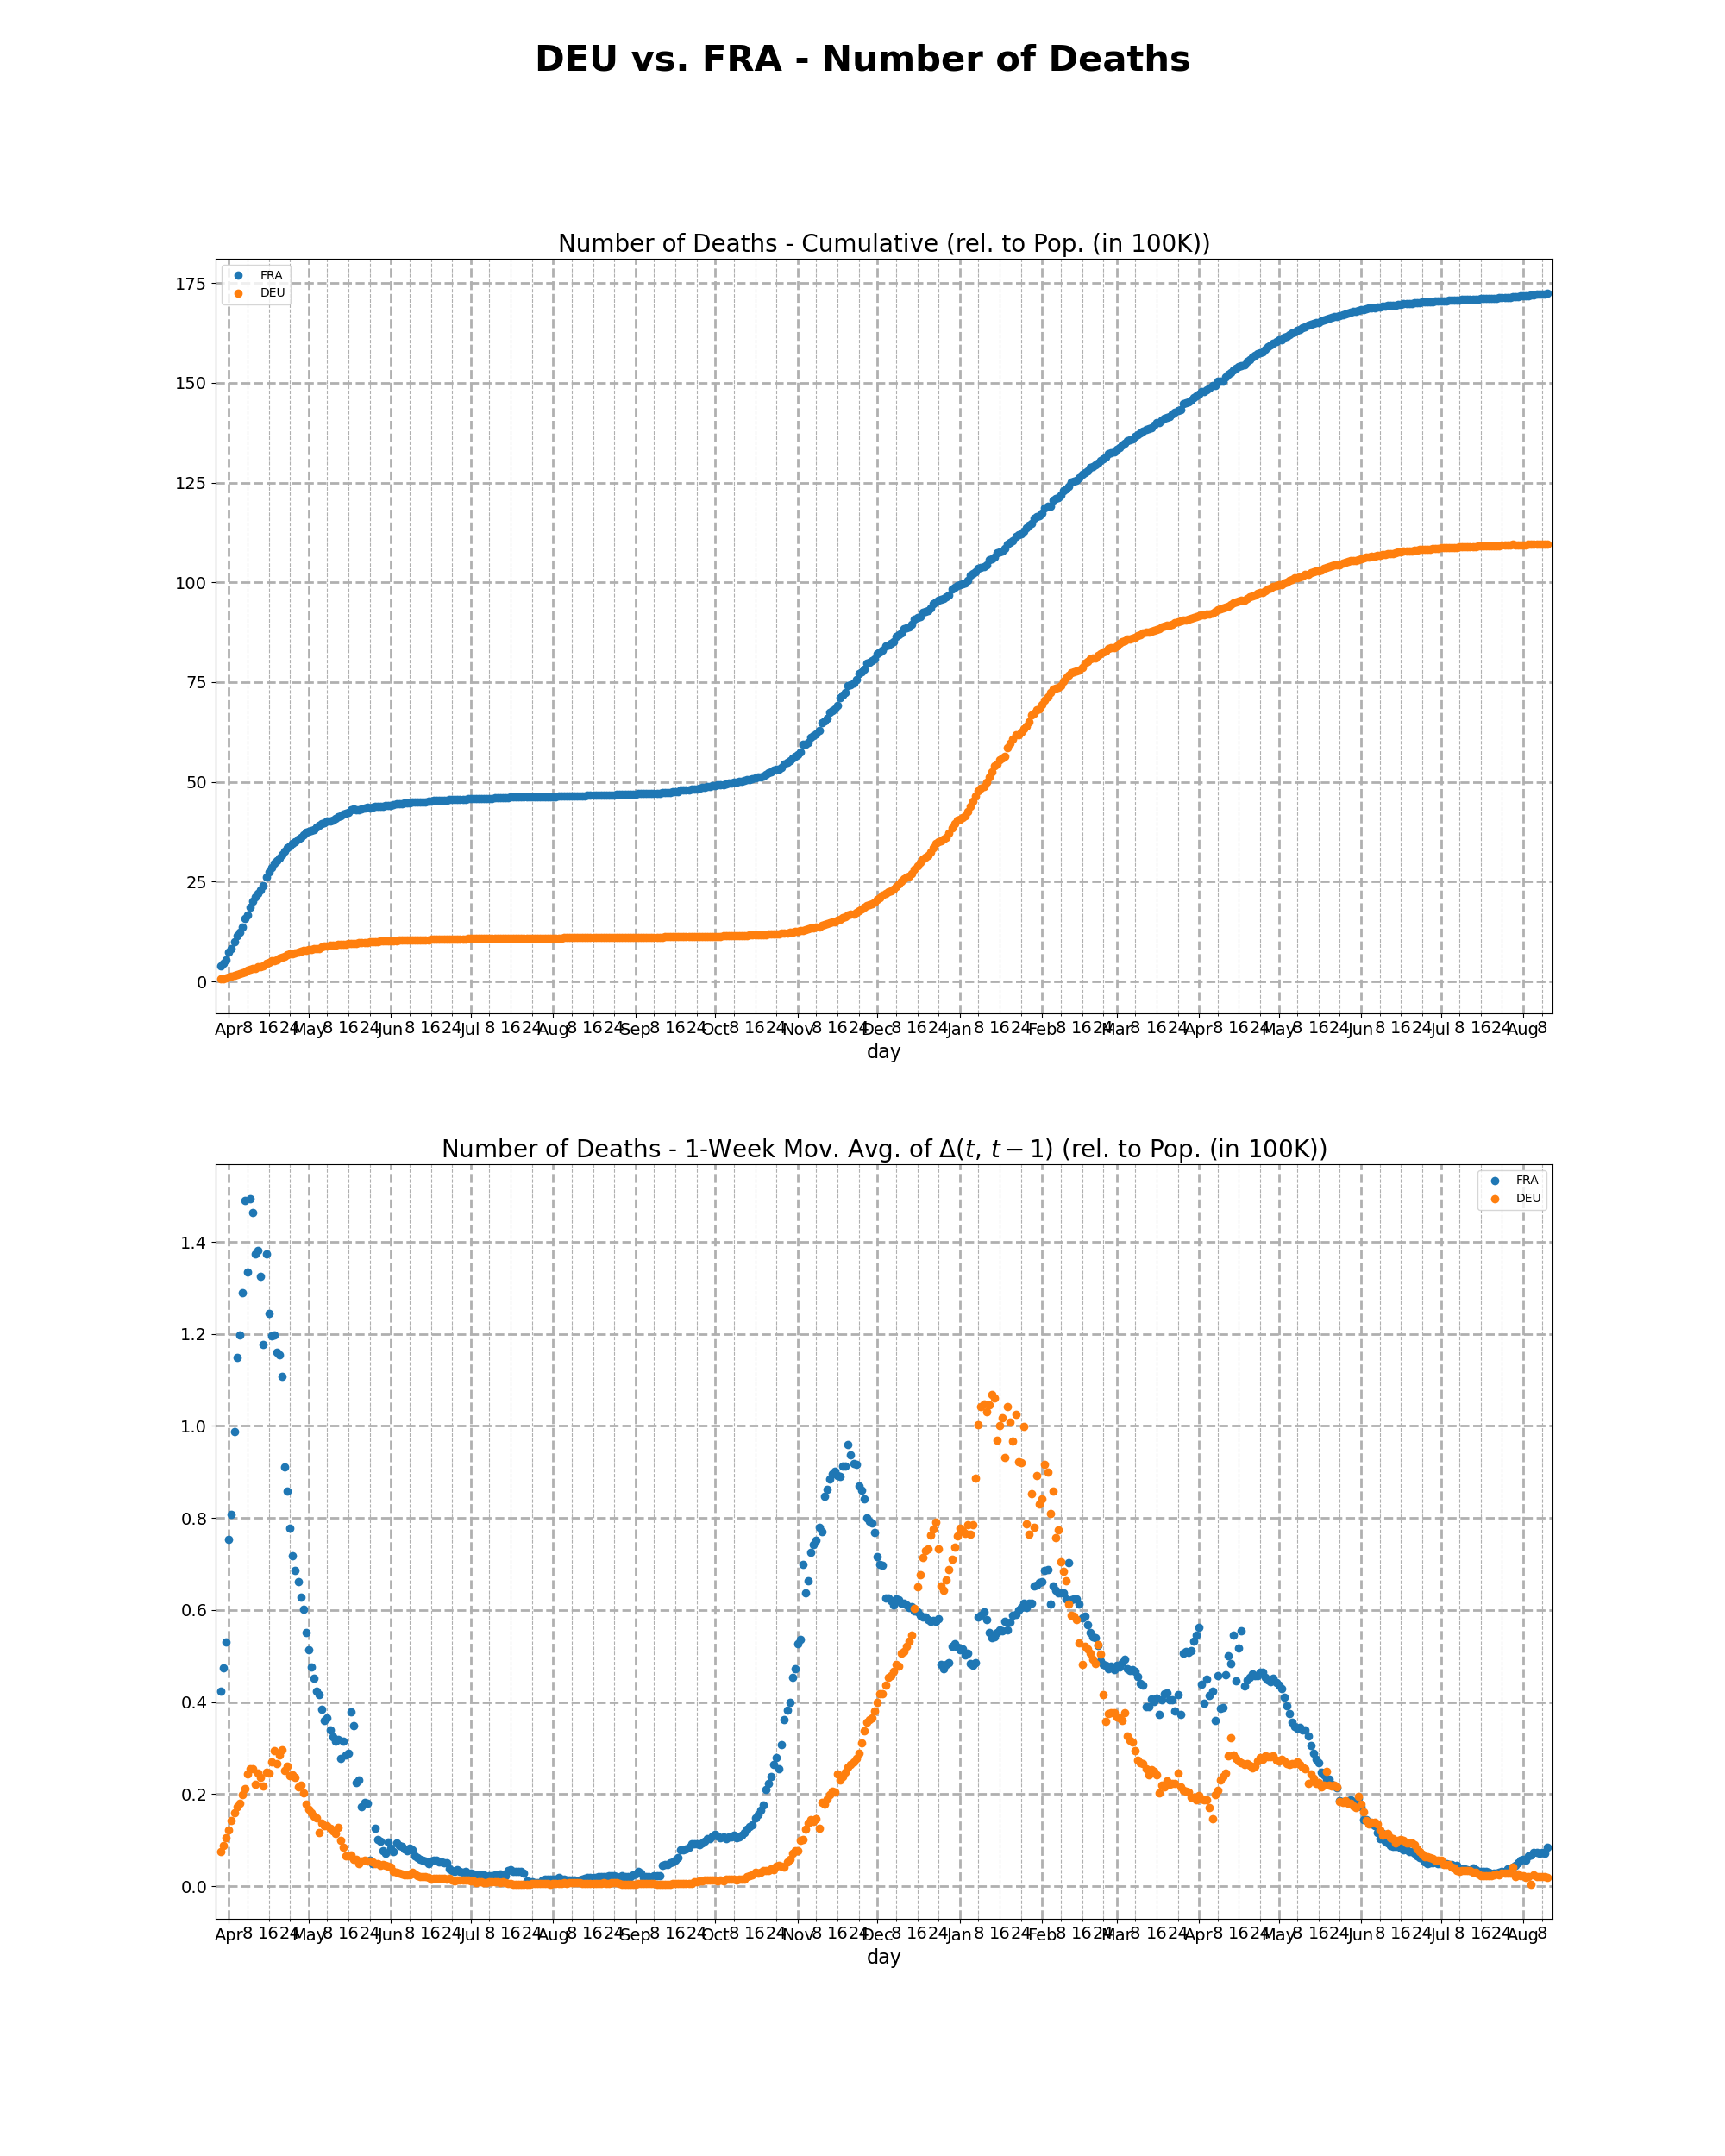 DEU vs. FRA - Number of Deaths
Number of Deaths - Cumulative (rel. to Pop. (in 100K))
FRA
DEU
175
150
125
100
75
50
25
0
Apr 8 16 24 May 8 16 24 Jun 8 16 24 Jul 8 16 24 Aug 8 16 24 Sep 8 16 24 Oct 8 16 24 Nov 8 16 24 Dec 8 16 24 Jan 8 16 24 Feb 8 16 24 Mar 8 16 24 Apr 8 16 24 May 8 16 24 Jun 8 16 24 Jul 8 16 24 Aug 8
day
Number of Deaths - 1-Week Mov. Avg. of Δ(t, t − 1) (rel. to Pop. (in 100K))
FRA
DEU
1.4
1.2
1.0
0.8
0.6
0.4
0.2
0.0
Apr 8 16 24 May 8 16 24 Jun 8 16 24 Jul 8 16 24 Aug 8 16 24 Sep 8 16 24 Oct 8 16 24 Nov 8 16 24 Dec 8 16 24 Jan 8 16 24 Feb 8 16 24 Mar 8 16 24 Apr 8 16 24 May 8 16 24 Jun 8 16 24 Jul 8 16 24 Aug 8
day